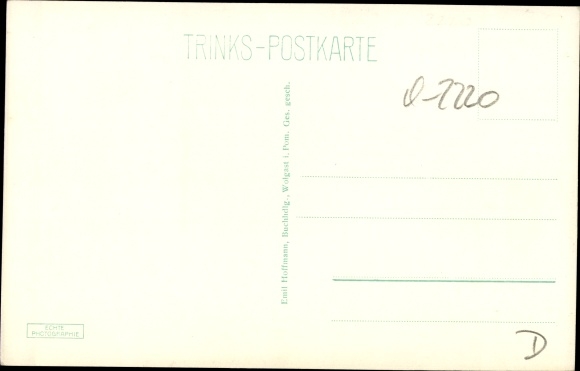 TRINKS-POSTKARTE
O-2220
Emil Hoffmann, Buchhdlg., Wolgast i. Pom. Ges. gesch.
ECHTE
PHOTOGRAPHIE
D